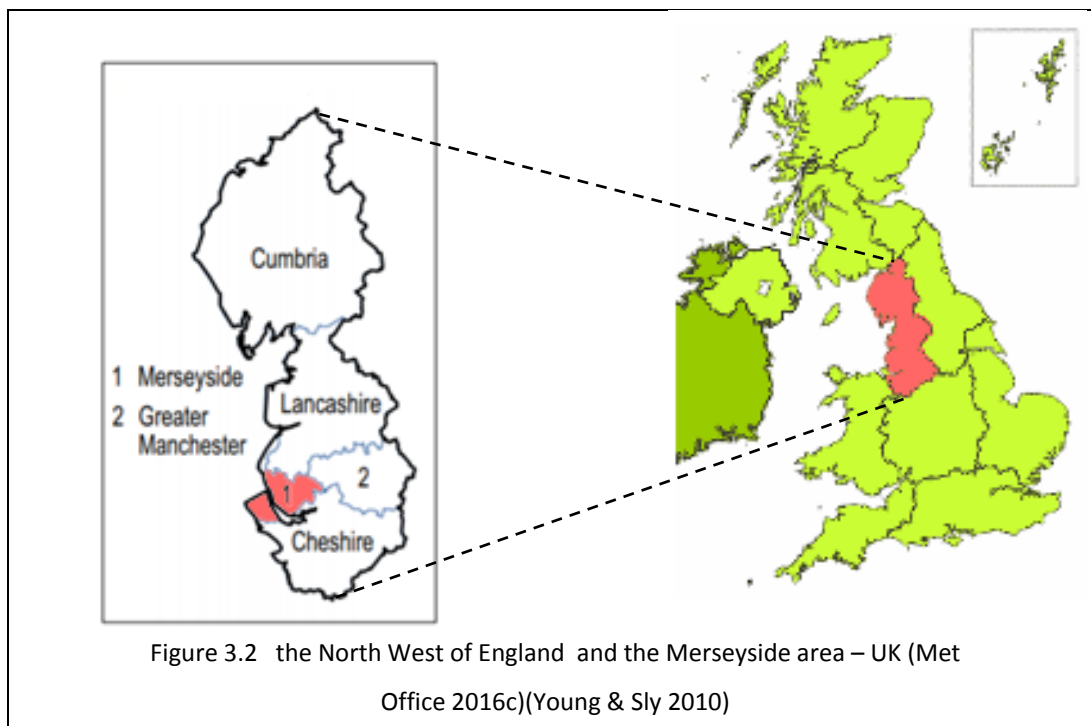 Cumbria
1 Merseyside
2 Greater
Manchester
Lancashire
2
1
Cheshire
Figure 3.2 the North West of England and the Merseyside area – UK (Met
Office 2016c)(Young & Sly 2010)